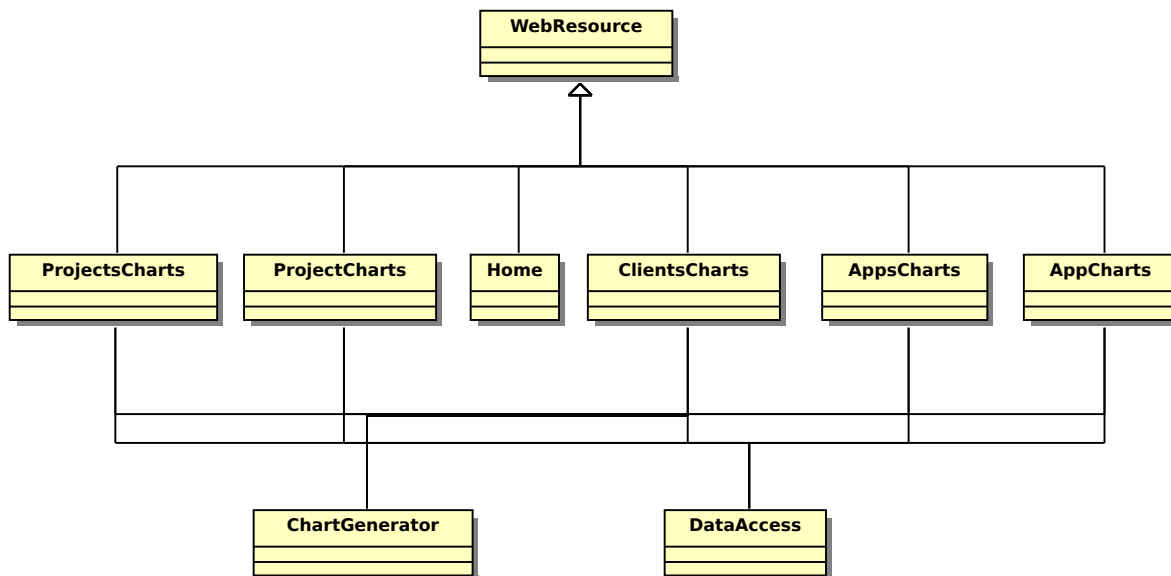 WebResource
ProjectsCharts
ProjectCharts
Home
ClientsCharts
AppsCharts
AppCharts
ChartGenerator
DataAccess